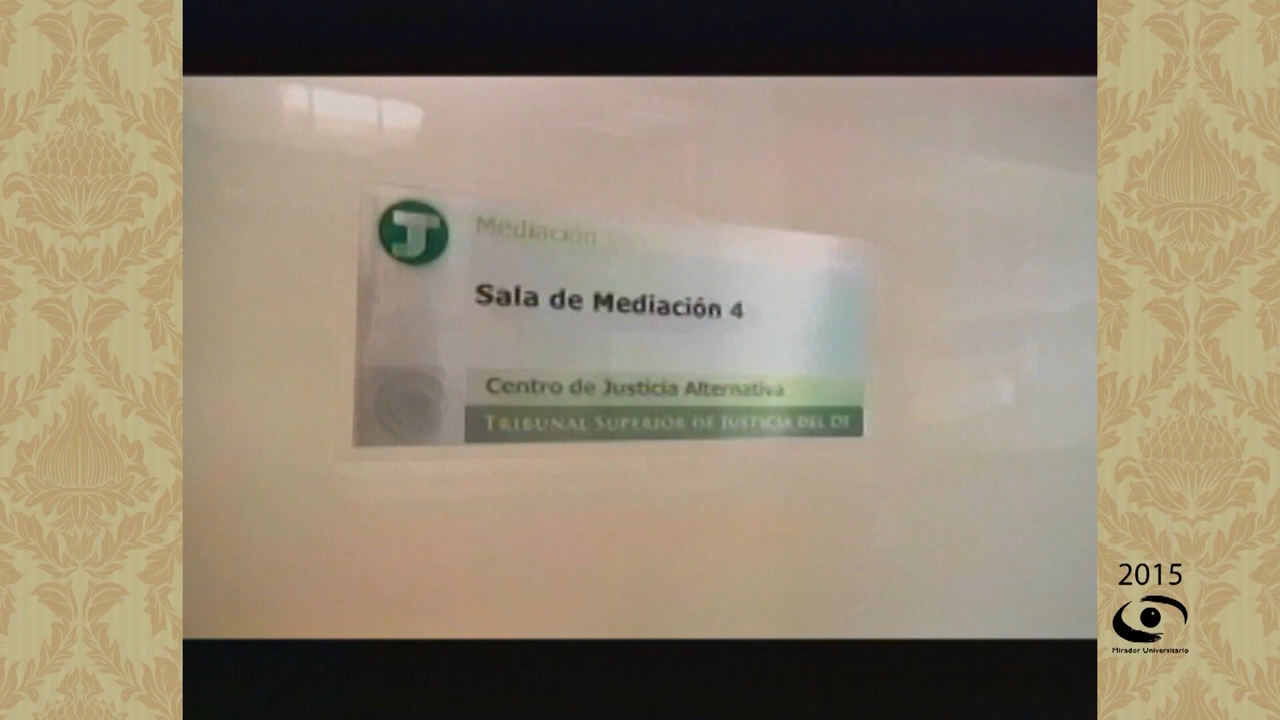 Mediación
Sala de Mediación 4
Centro de Justicia Alternativa
TRIBUNAL SUPERIOR DE JUSTICIA DEL DF
2015
Mirador Universitario